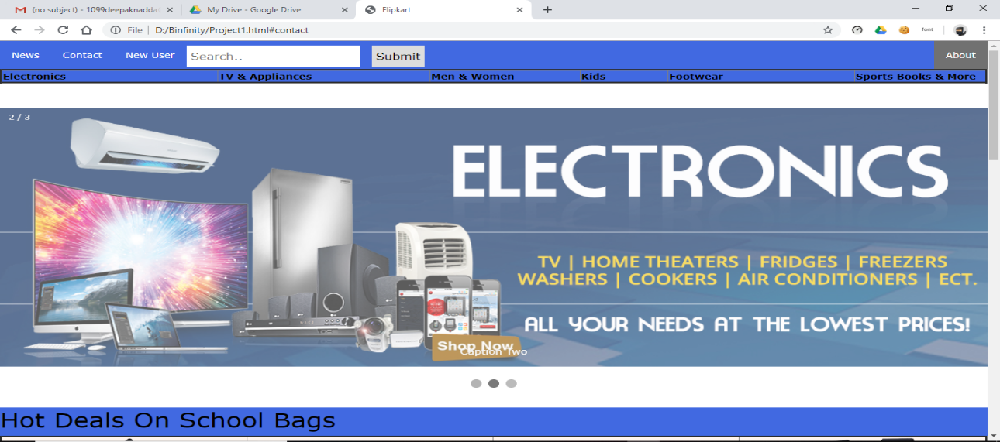 (no subject) - 1099deepaknadda
My Drive - Google Drive
Flipkart
File | D:/Binfinity/Project1.html#contact
font
News Contact New User Search.. Submit About
Electronics TV & Appliances Men & Women Kids Footwear Sports Books & More
2 / 3
ELECTRONICS
TV | HOME THEATERS | FRIDGES | FREEZERS
WASHERS | COOKERS | AIR CONDITIONERS | ECT.
ALL YOUR NEEDS AT THE LOWEST PRICES!
Shop Now
Caption Two
Hot Deals On School Bags